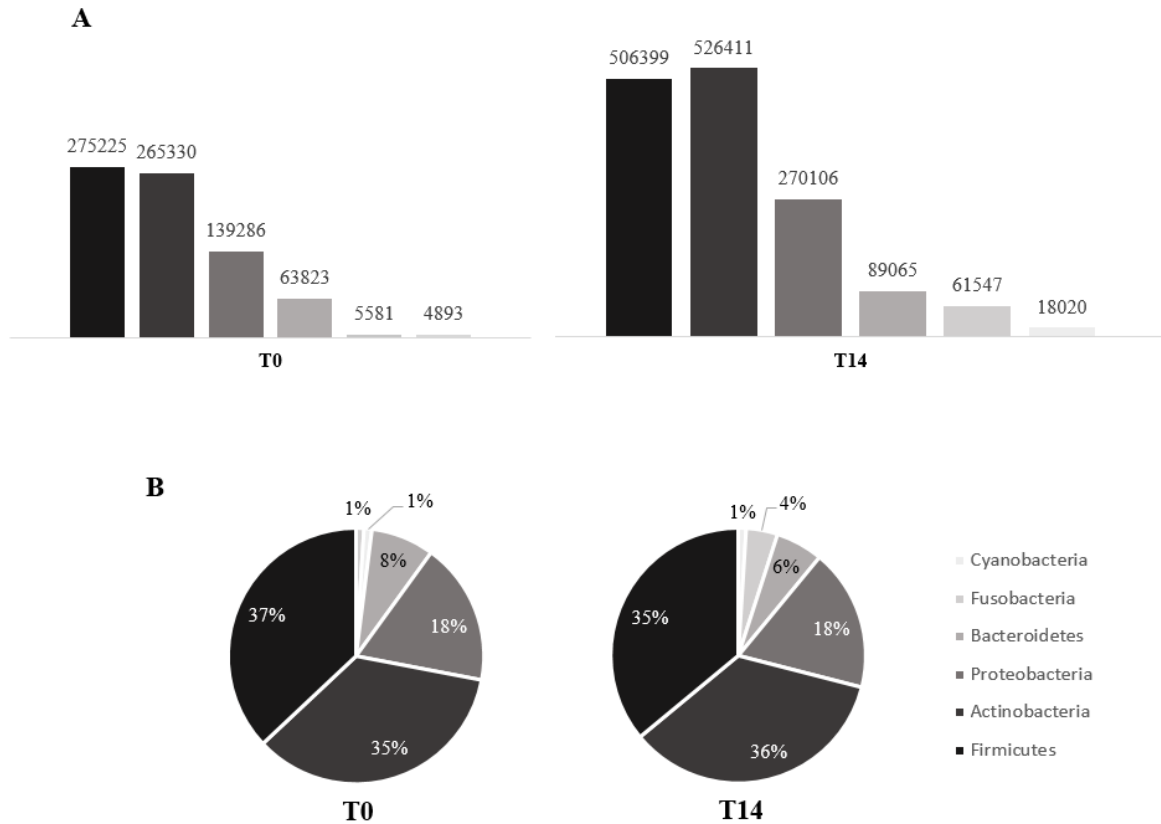 A
275225
265330
139286
63823
5581
4893
T0
506399
526411
270106
89065
61547
18020
T14
B
1%
1%
8%
18%
35%
37%
T0
1%
4%
6%
18%
36%
35%
T14
Cyanobacteria
Fusobacteria
Bacteroidetes
Proteobacteria
Actinobacteria
Firmicutes